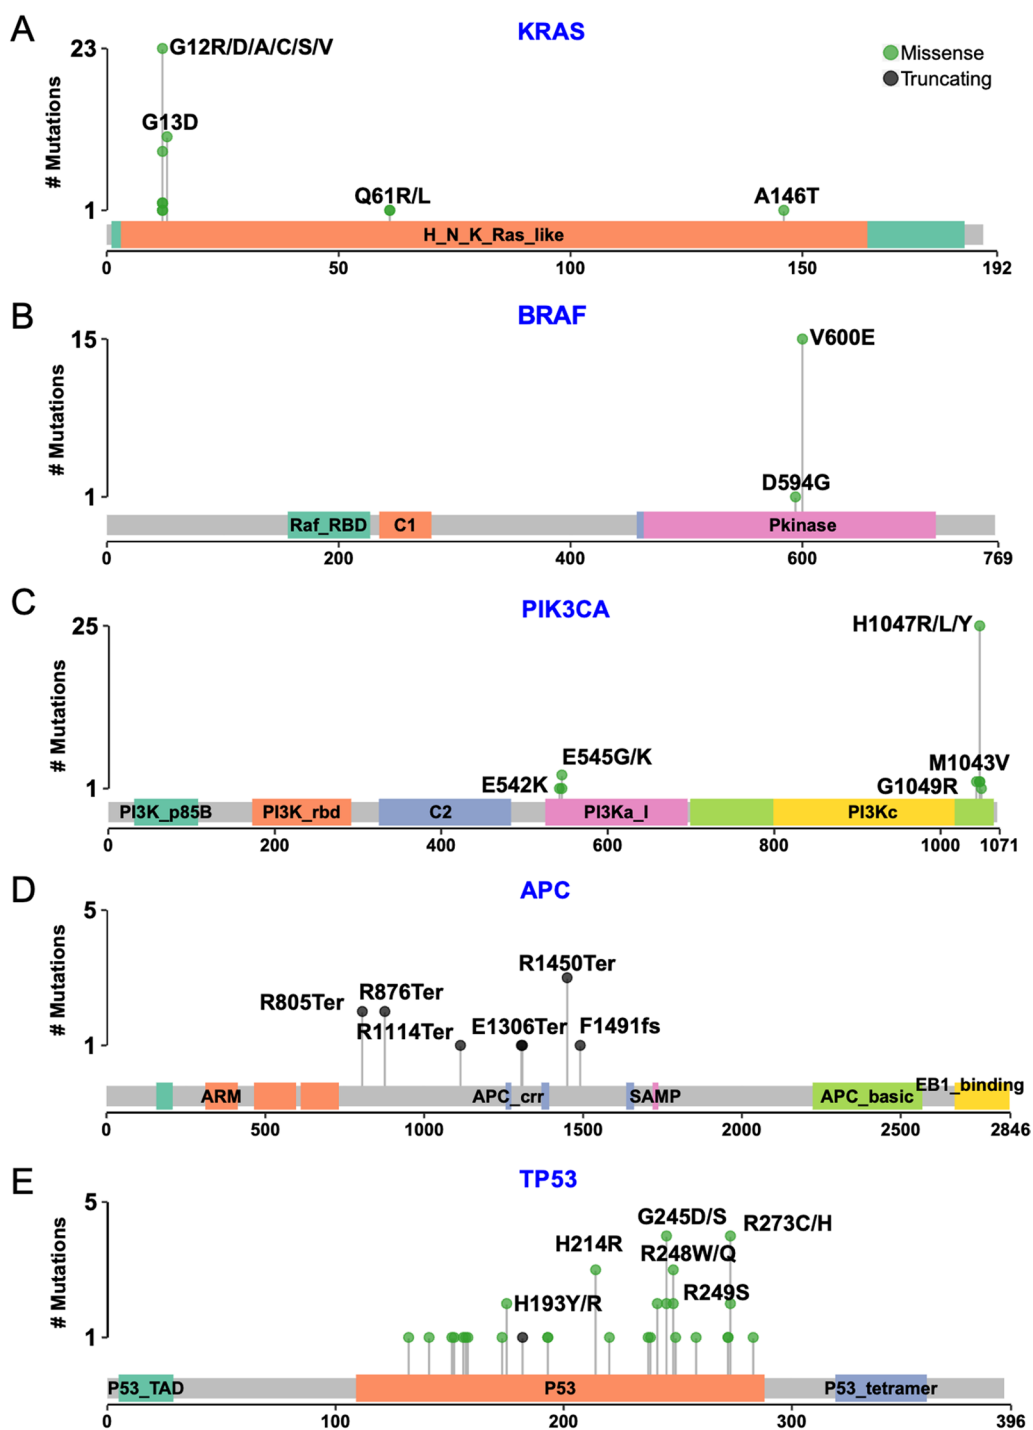 A
KRAS
23
G12R/D/A/C/S/V
Missense
Truncating
G13D
# Mutations
Q61R/L
A146T
1
H_N_K_Ras_like
0 50 100 150 192
B
BRAF
15
V600E
# Mutations
D594G
1
Raf_RBD C1 Pkinase
0 200 400 600 769
C
PIK3CA
25
H1047R/L/Y
# Mutations
E545G/K
M1043V
E542K
G1049R
1
PI3K_p85B PI3K_rbd C2 PI3Ka_I PI3Kc
0 200 400 600 800 1000 1071
D
APC
5
# Mutations
R1450Ter
R805Ter
R876Ter
R1114Ter
E1306Ter
F1491fs
1
ARM APC_crr SAMP APC_basic EB1_binding
0 500 1000 1500 2000 2500 2846
E
TP53
5
G245D/S
R273C/H
H214R
R248W/Q
# Mutations
H193Y/R
R249S
1
P53_TAD P53 P53_tetramer
0 100 200 300 396